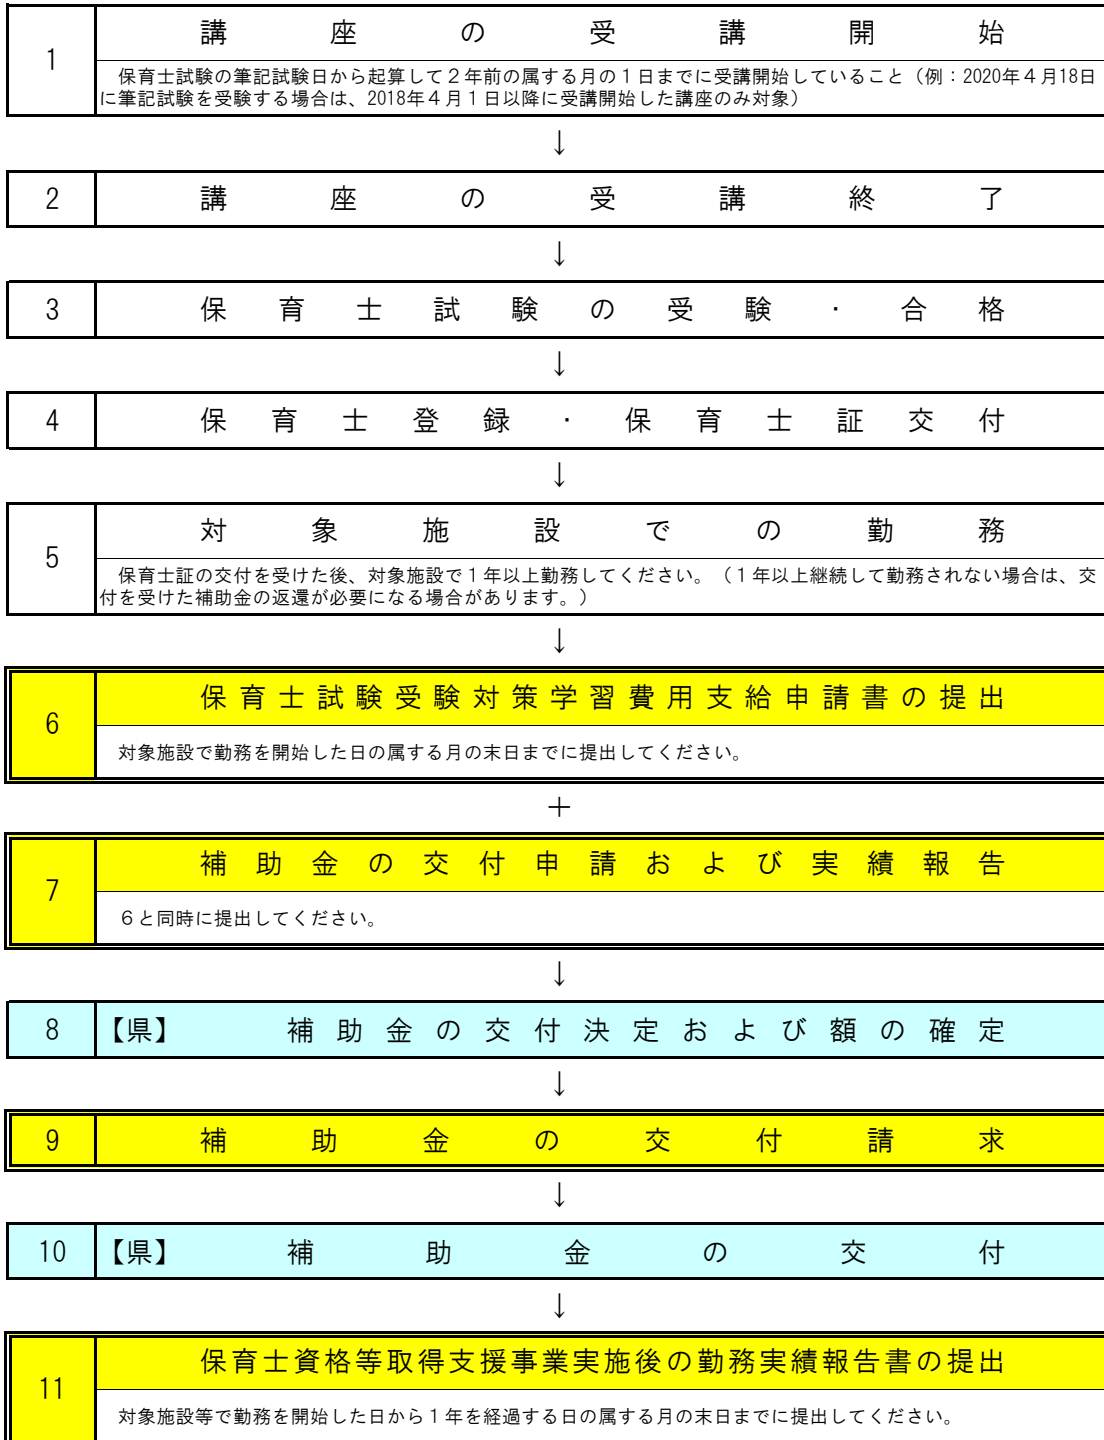 1
講座の受講開始
保育士試験の筆記試験日から起算して２年前の属する月の１日までに受講開始していること（例：2020年４月18日
に筆記試験を受験する場合は、2018年４月１日以降に受講開始した講座のみ対象）
↓
2 講座の受講終了
↓
3 保育士試験の受験・合格
↓
4 保育士登録・保育士証交付
↓
5
対象施設での勤務
保育士証の交付を受けた後、対象施設で１年以上勤務してください。（１年以上継続して勤務されない場合は、交
付を受けた補助金の返還が必要になる場合があります。）
↓
6
保育士試験受験対策学習費用支給申請書の提出
対象施設で勤務を開始した日の属する月の末日までに提出してください。
＋
7
補助金の交付申請および実績報告
６と同時に提出してください。
↓
8 【県】 補助金の交付決定および額の確定
↓
9 補助金の交付請求
↓
10 【県】 補助金の交付
↓
11
保育士資格等取得支援事業実施後の勤務実績報告書の提出
対象施設等で勤務を開始した日から１年を経過する日の属する月の末日までに提出してください。